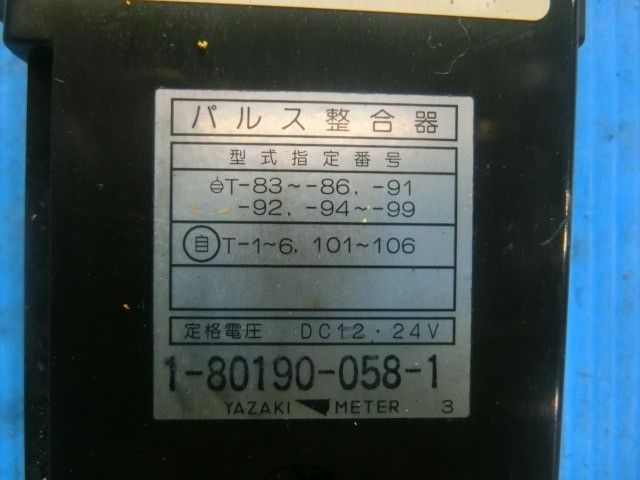 パルス整合器
型式指定番号
T-83~-86, -91
-92, -94~-99
自T-1~6, 101~106
定格電圧 DC12・24V
1-80190-058-1
YAZAKI METER 3